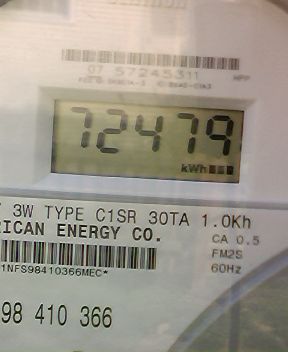 07 57245311
72479
kWh
3W TYPE C1SR 30TA 1.0Kh
RICAN ENERGY CO.
CA 0.5
FM2S
60Hz
1NFS98410366MEC*
98 410 366